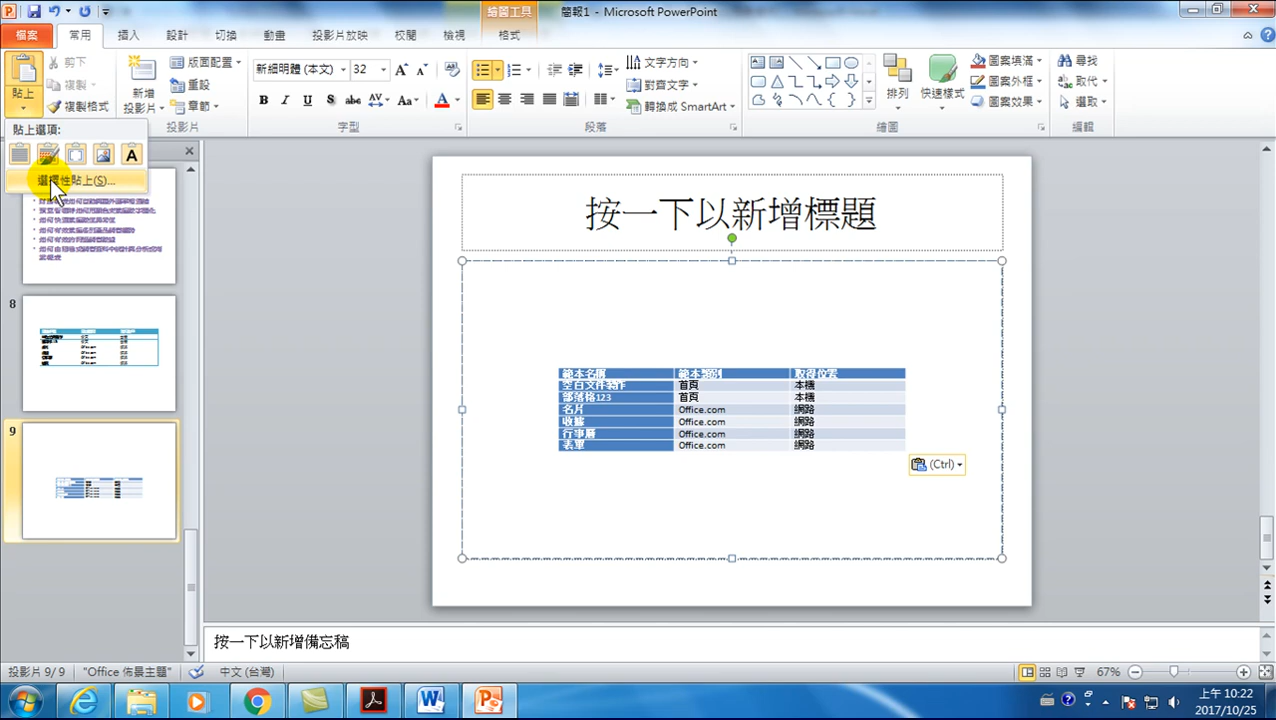 繪圖工具
簡報1 - Microsoft PowerPoint
檔案 常用 插入 設計 切換 動畫 投影片放映 校閱 檢視 格式
貼上
剪下
複製
複製格式
新增
投影片
版面配置
重設
章節
新細明體 (本文) 32
B I U S abc AV Aa A
文字方向
對齊文字
轉換成 SmartArt
排列
快速樣式
圖案填滿
圖案外框
圖案效果
尋找
取代
選取
投影片 字型 段落 繪圖 編輯
貼上選項:
A
選擇性貼上(S)...
8
9
按一下以新增標題
範本名稱 範本類別 取得位置
空白文件製作 首頁 本機
部落格123 首頁 本機
名片 Office.com 網路
收據 Office.com 網路
行事曆 Office.com 網路
表單 Office.com 網路
(Ctrl)
按一下以新增備忘稿
投影片 9/9 "Office 佈景主題" 中文 (台灣) 67%
上午 10:22
2017/10/25